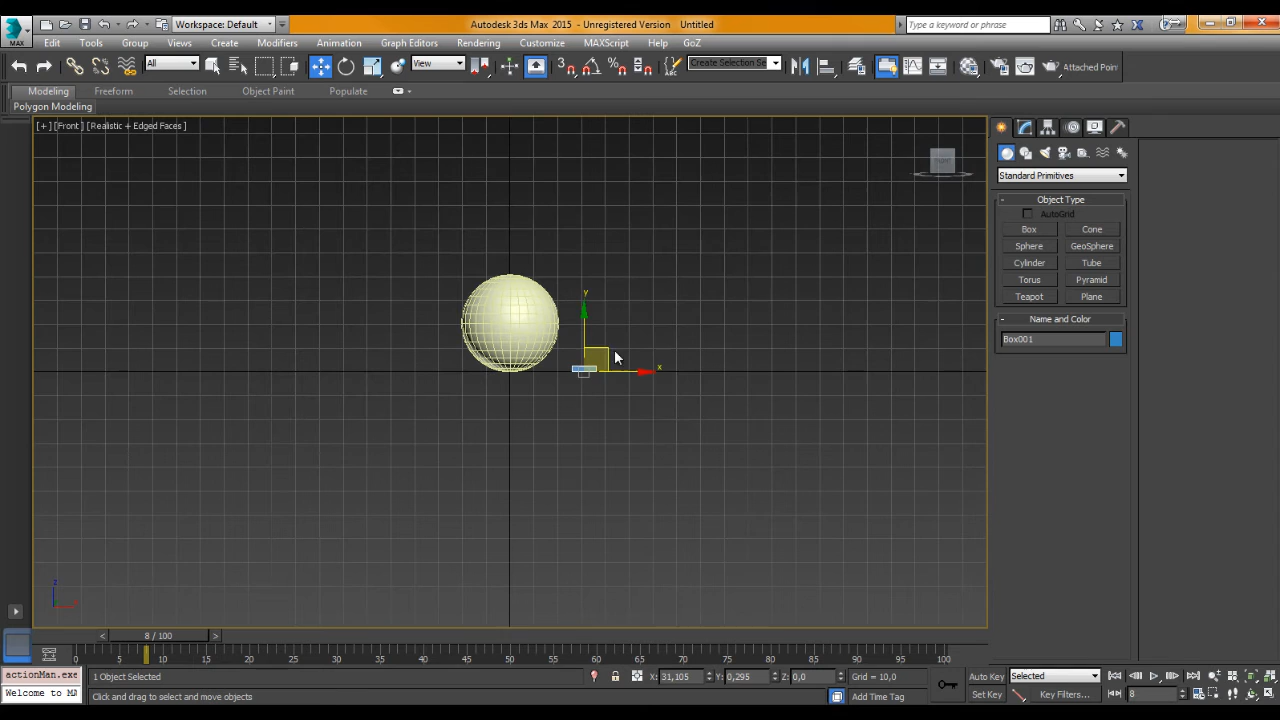 Workspace: Default
Autodesk 3ds Max 2015 - Unregistered Version Untitled
Type a keyword or phrase
MAX
Edit Tools Group Views Create Modifiers Animation Graph Editors Rendering Customize MAXScript Help GoZ
All
View
Create Selection Se
Attached Point
Modeling Freeform Selection Object Paint Populate
Polygon Modeling
[+] [Front] [Realistic + Edged Faces]
Standard Primitives
Object Type
AutoGrid
Box Cone
Sphere GeoSphere
Cylinder Tube
Torus Pyramid
Teapot Plane
Name and Color
Box001
y
x
z
< 8 / 100 >
0 5 10 15 20 25 30 35 40 45 50 55 60 65 70 75 80 85 90 95 100
actionMan.exe
1 Object Selected
X: 31,105 Y: 0,295 Z: 0,0 Grid = 10,0
Auto Key
Selected
Welcome to MA
Click and drag to select and move objects
Add Time Tag
Set Key
Key Filters...
8